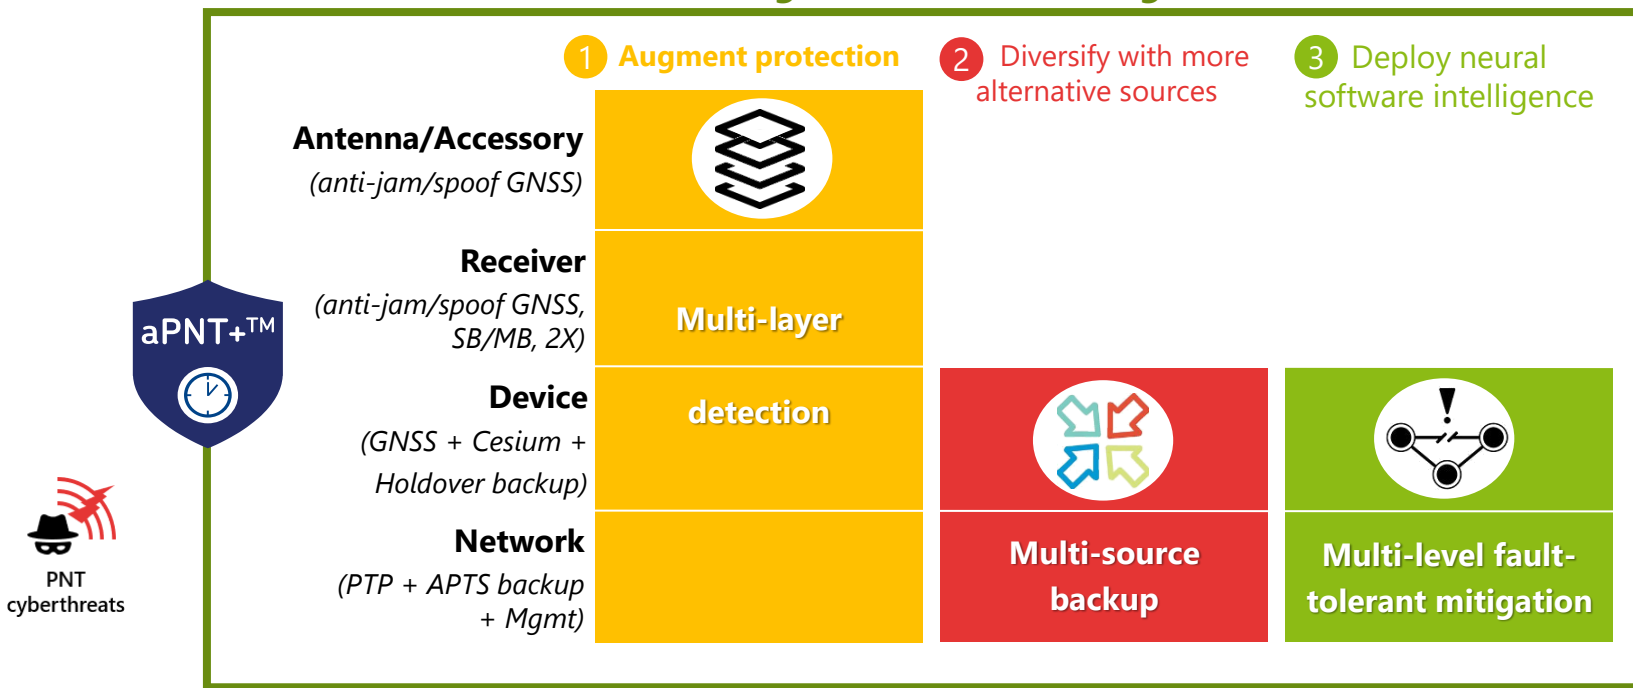 1 Augment protection
2 Diversify with more
alternative sources
3 Deploy neural
software intelligence
Antenna/Accessory
(anti-jam/spoof GNSS)
Receiver
(anti-jam/spoof GNSS,
SB/MB, 2X)
Multi-layer
aPNT+™
Device
(GNSS + Cesium +
Holdover backup)
detection
Network
(PTP + APTS backup
+ Mgmt)
Multi-source
backup
Multi-level fault-
tolerant mitigation
PNT
cyberthreats